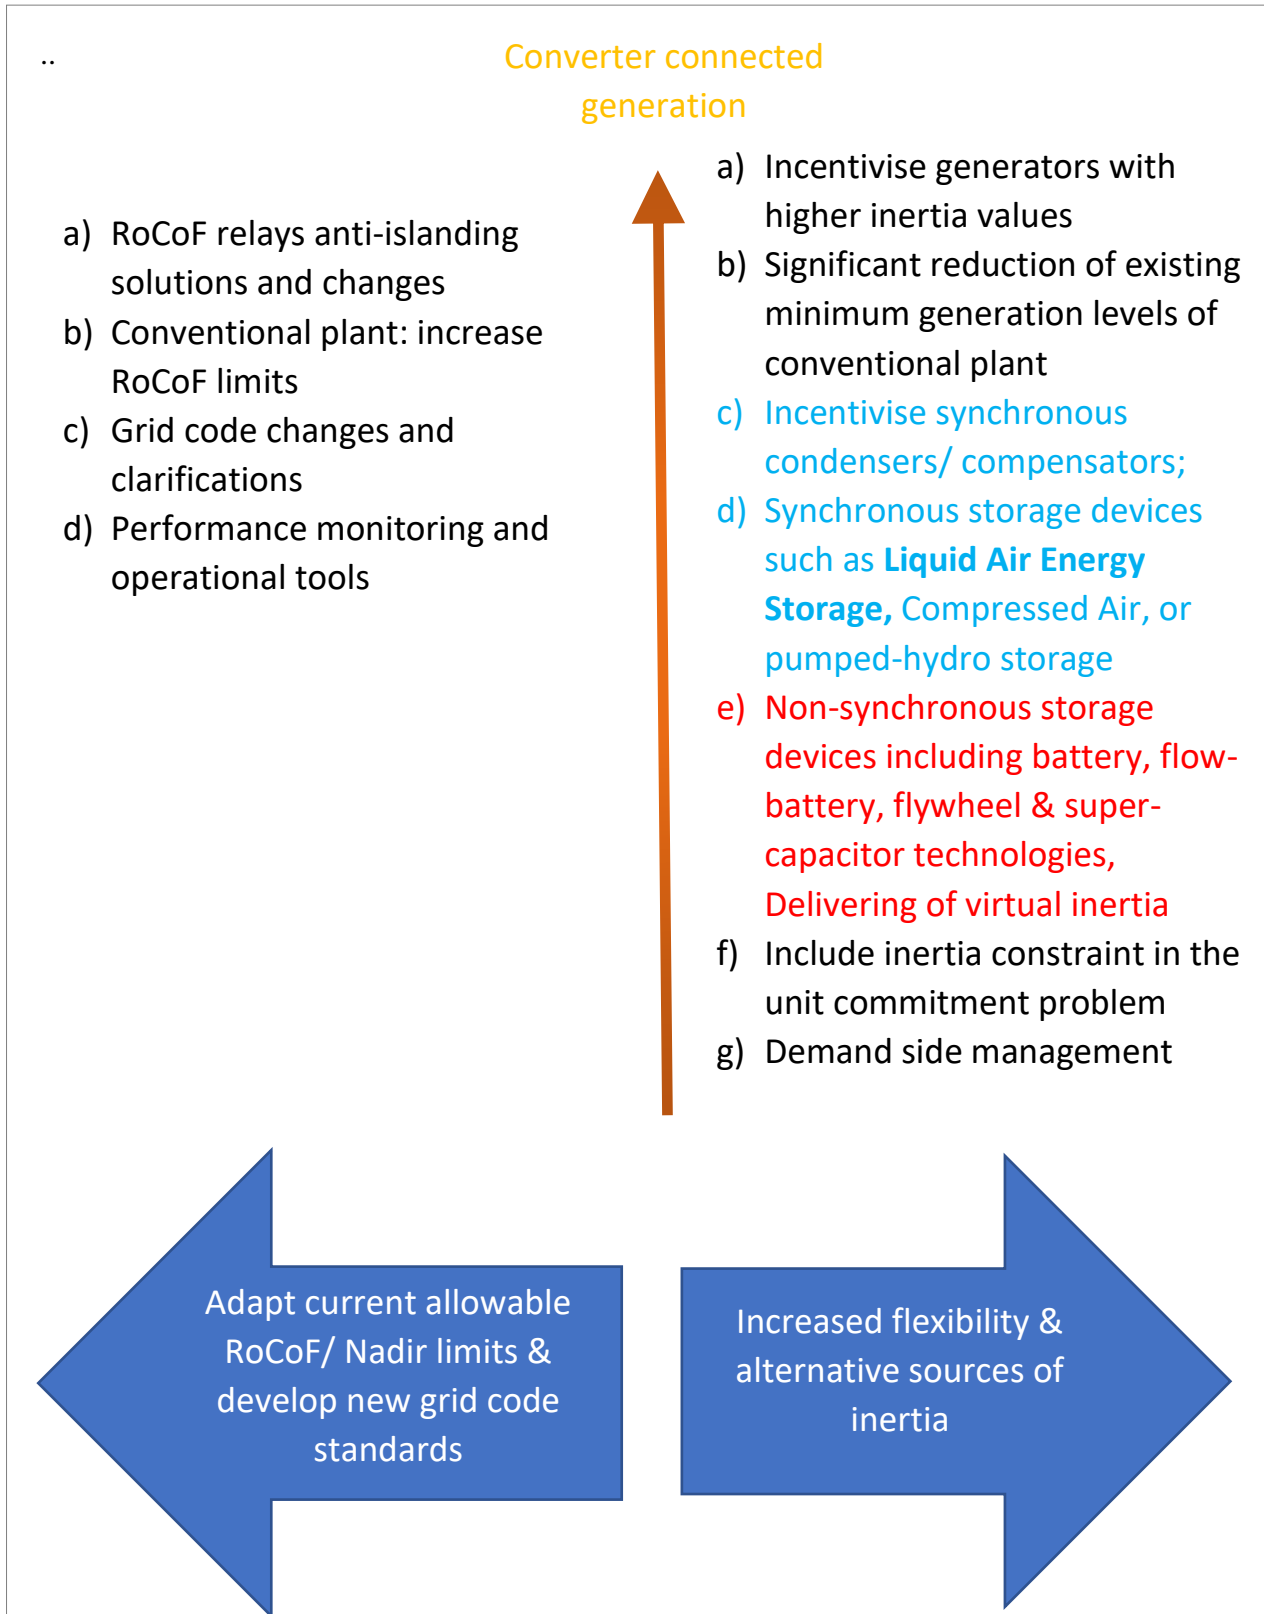 ..
Converter connected
generation
a) RoCoF relays anti-islanding
solutions and changes
b) Conventional plant: increase
RoCoF limits
c) Grid code changes and
clarifications
d) Performance monitoring and
operational tools
a) Incentivise generators with
higher inertia values
b) Significant reduction of existing
minimum generation levels of
conventional plant
c) Incentivise synchronous
condensers/ compensators;
d) Synchronous storage devices
such as Liquid Air Energy
Storage, Compressed Air, or
pumped-hydro storage
e) Non-synchronous storage
devices including battery, flow-
battery, flywheel & super-
capacitor technologies,
Delivering of virtual inertia
f) Include inertia constraint in the
unit commitment problem
g) Demand side management
Adapt current allowable
RoCoF/ Nadir limits &
develop new grid code
standards
Increased flexibility &
alternative sources of
inertia